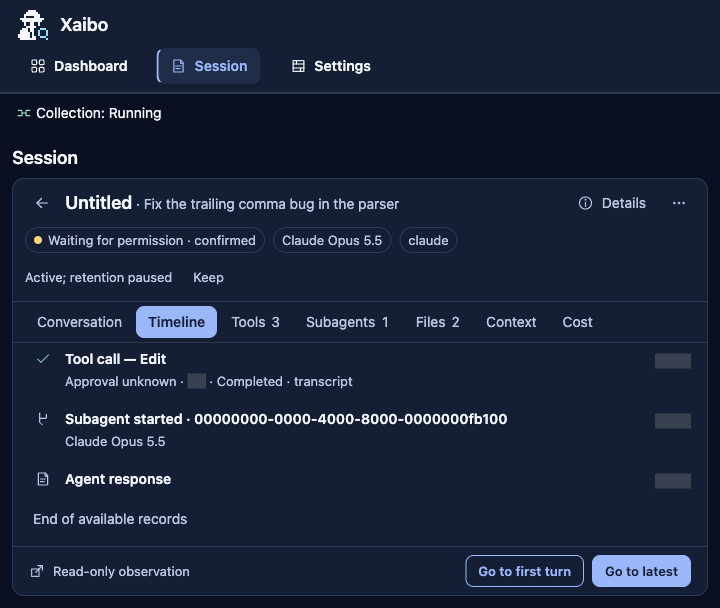 Xaibo
Dashboard Session Settings
Collection: Running
Session
Untitled · Fix the trailing comma bug in the parser Details
Waiting for permission · confirmed Claude Opus 5.5 claude
Active; retention paused Keep
Conversation Timeline Tools 3 Subagents 1 Files 2 Context Cost
Tool call — Edit
Approval unknown · · Completed · transcript
Subagent started · 00000000-0000-4000-8000-0000000fb100
Claude Opus 5.5
Agent response
End of available records
Read-only observation Go to first turn Go to latest